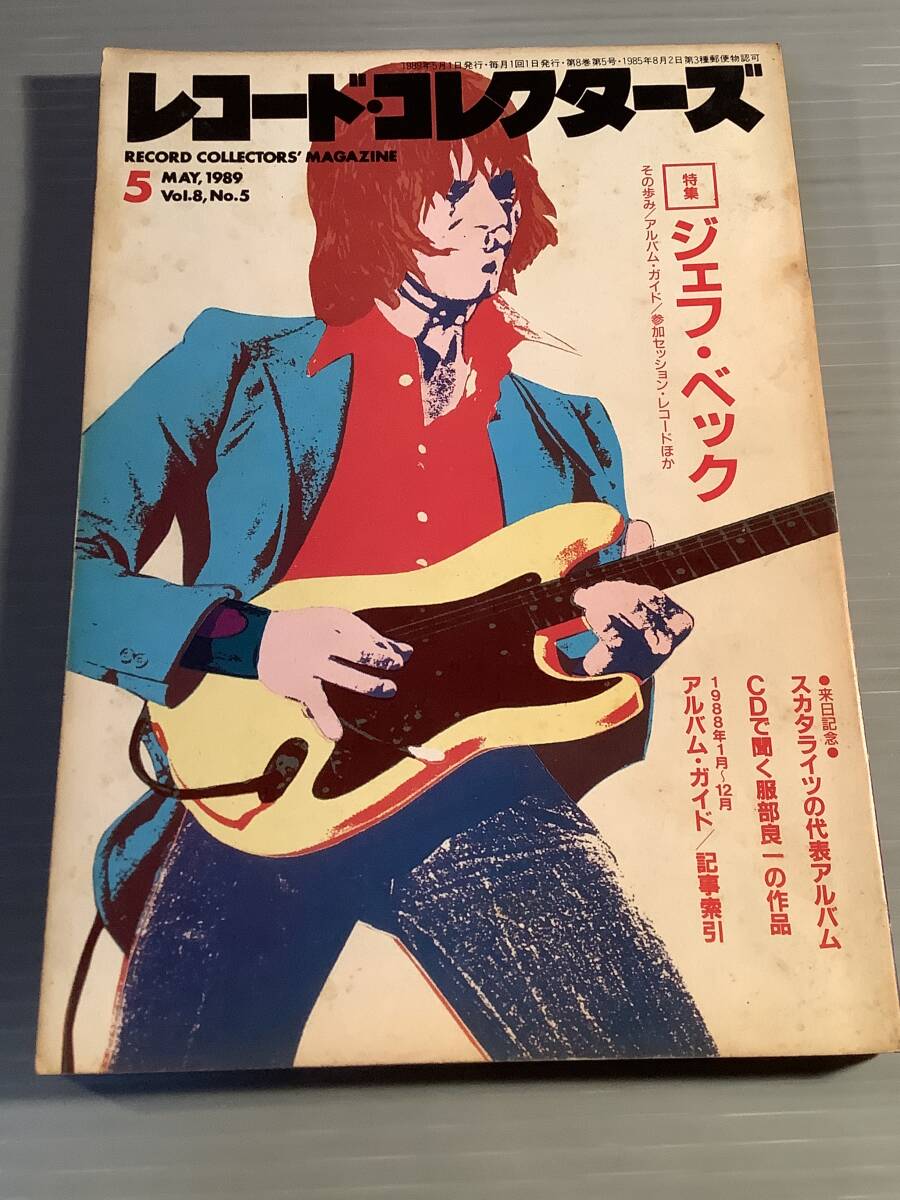 1989年5月1日発行・毎月1回1日発行・第8巻第5号・1985年8月2日第3種郵便物認可
レコード・コレクターズ
RECORD COLLECTORS' MAGAZINE
5
MAY, 1989
Vol.8, No.5
特集
ジェフ・ベック
その歩み/アルバム・ガイド/参加セッション・レコードほか
●来日記念●
スカタライツの代表アルバム
CDで聞く服部良一の作品
1988年1月〜12月
アルバム・ガイド/記事索引